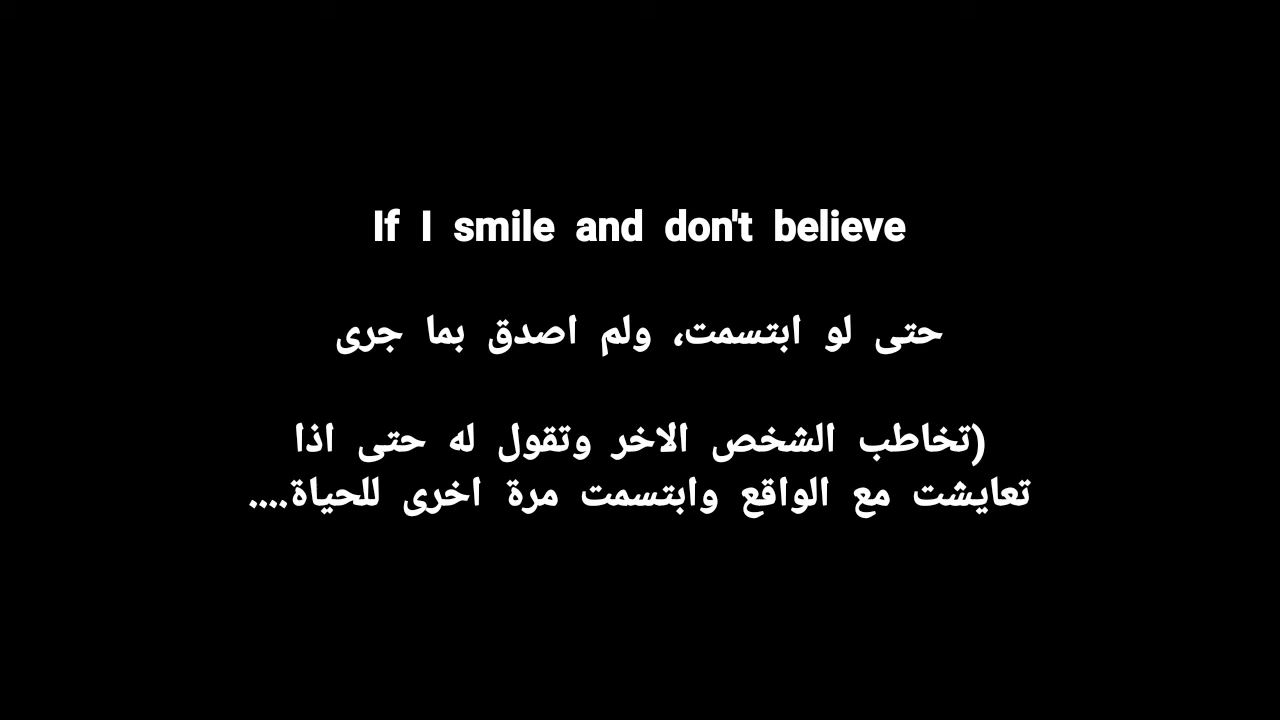 If I smile and don't believe
حتى لو ابتسمت، ولم اصدق بما جرى
(تخاطب الشخص الاخر وتقول له حتى اذا
تعايشت مع الواقع وابتسمت مرة اخرى للحياة....